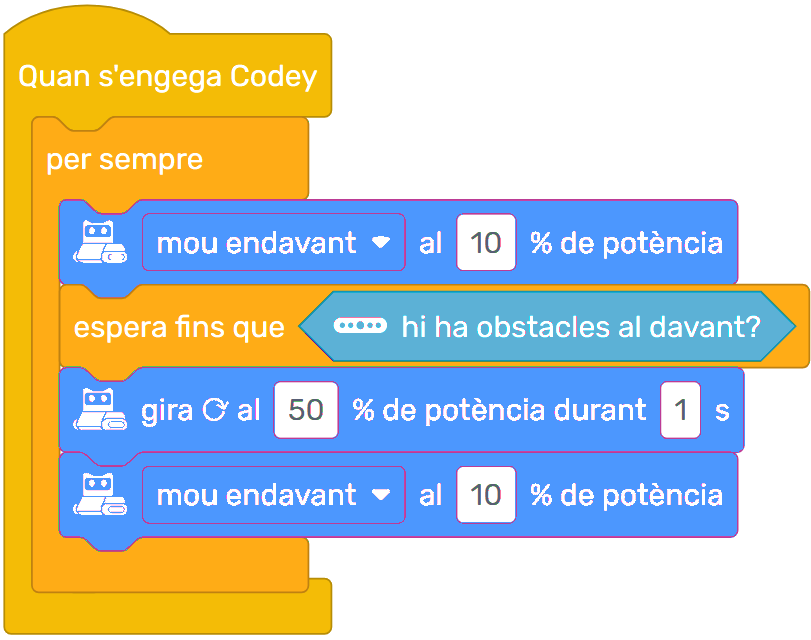 Quan s'engega Codey
per sempre
mou endavant al 10 % de potència
espera fins que hi ha obstacles al davant?
gira al 50 % de potència durant 1 s
mou endavant al 10 % de potència